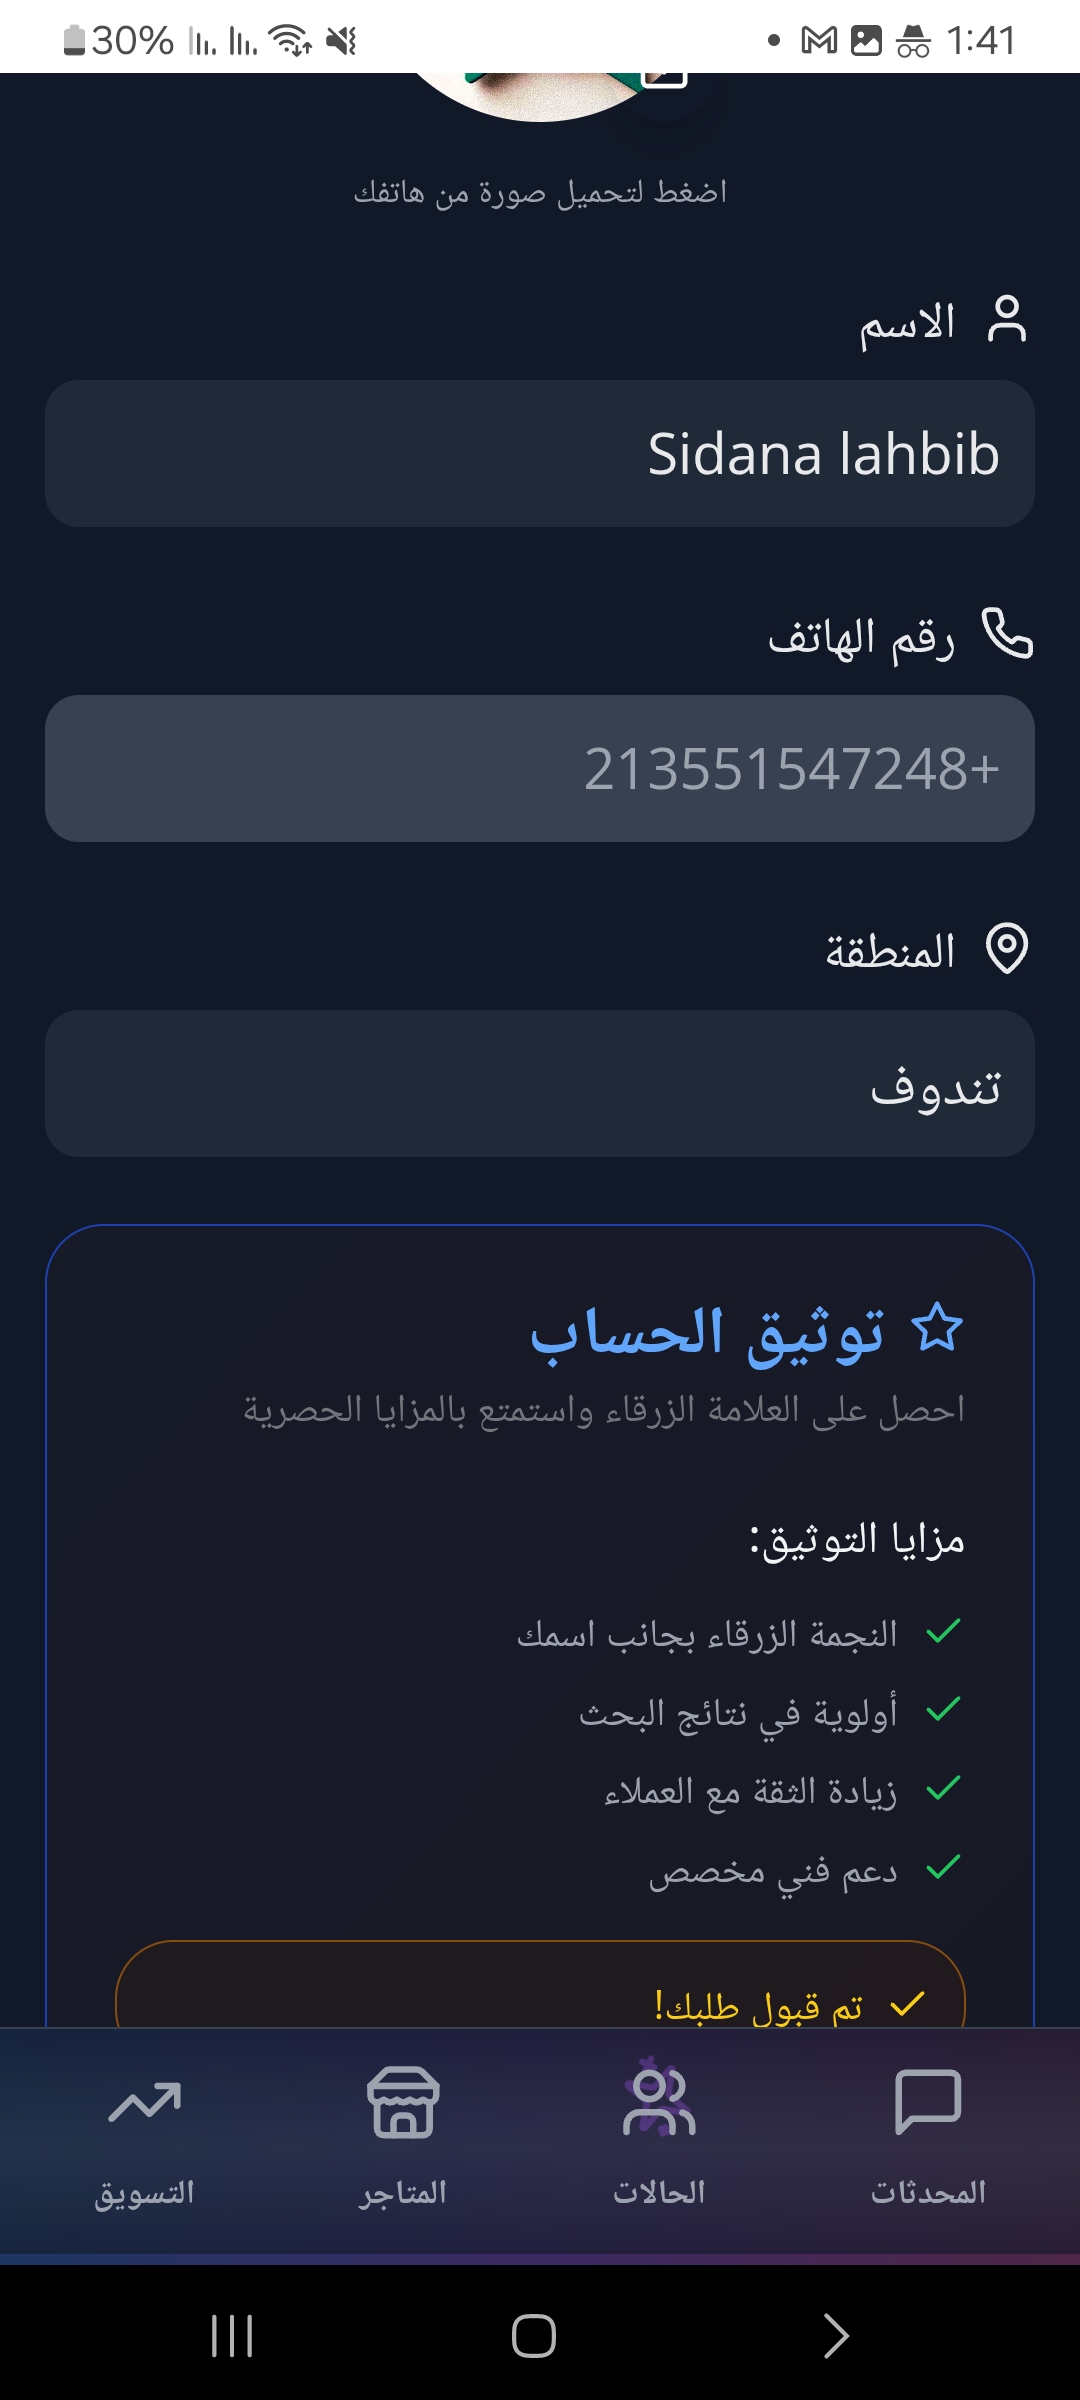 30%
1:41
اضغط لتحميل صورة من هاتفك
الاسم
Sidana lahbib
رقم الهاتف
213551547248+
المنطقة
تندوف
توثيق الحساب
احصل على العلامة الزرقاء واستمتع بالمزايا الحصرية
مزايا التوثيق:
النجمة الزرقاء بجانب اسمك
أولوية في نتائج البحث
زيادة الثقة مع العملاء
دعم فني مخصص
تم قبول طلبك!
المحدثات
الحالات
المتاجر
التسويق